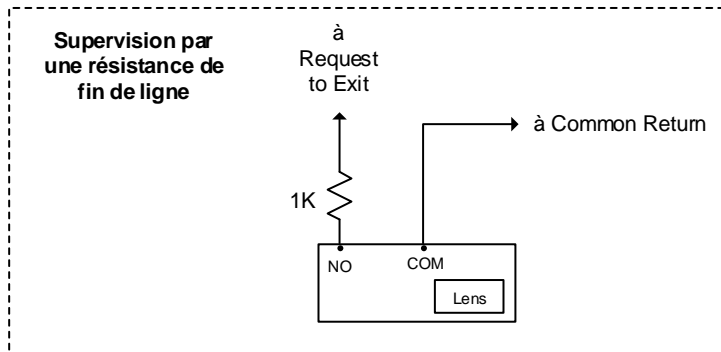 Supervision par
une résistance de
fin de ligne
à
Request
to Exit
à Common Return
1K
NO
COM
Lens